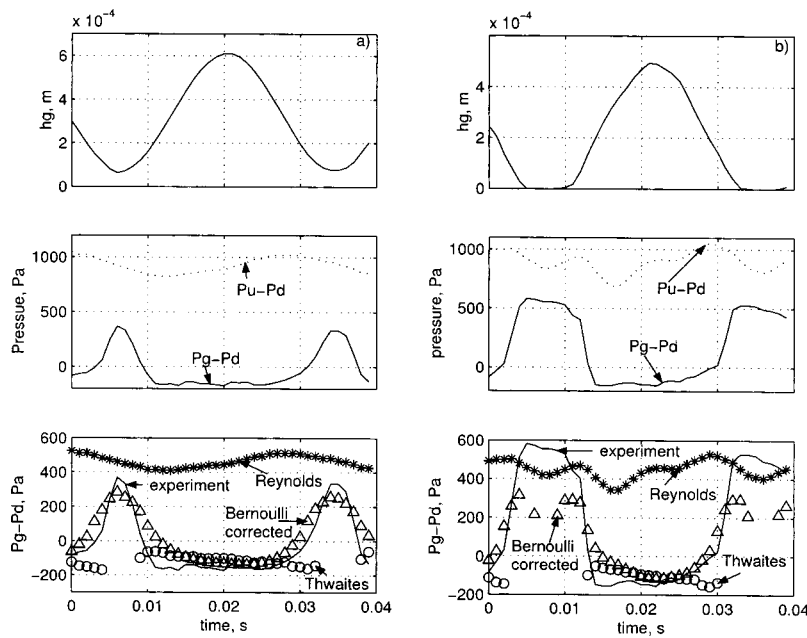 x 10⁻⁴
a)
6
4
2
0
hg, m
1000
500
0
Pressue, Pa
Pu−Pd
Pg−Pd
600
400
200
0
−200
Pg−Pd, Pa
experiment
Reynolds
Bernoulli
corrected
Thwaites
0
0.01
0.02
0.03
0.04
time, s
x 10⁻⁴
b)
4
2
0
hg, m
1000
500
0
pressure, Pa
Pu−Pd
Pg−Pd
600
400
200
0
−200
Pg−Pd, Pa
experiment
Reynolds
Bernoulli
corrected
Thwaites
0
0.01
0.02
0.03
0.04
time, s